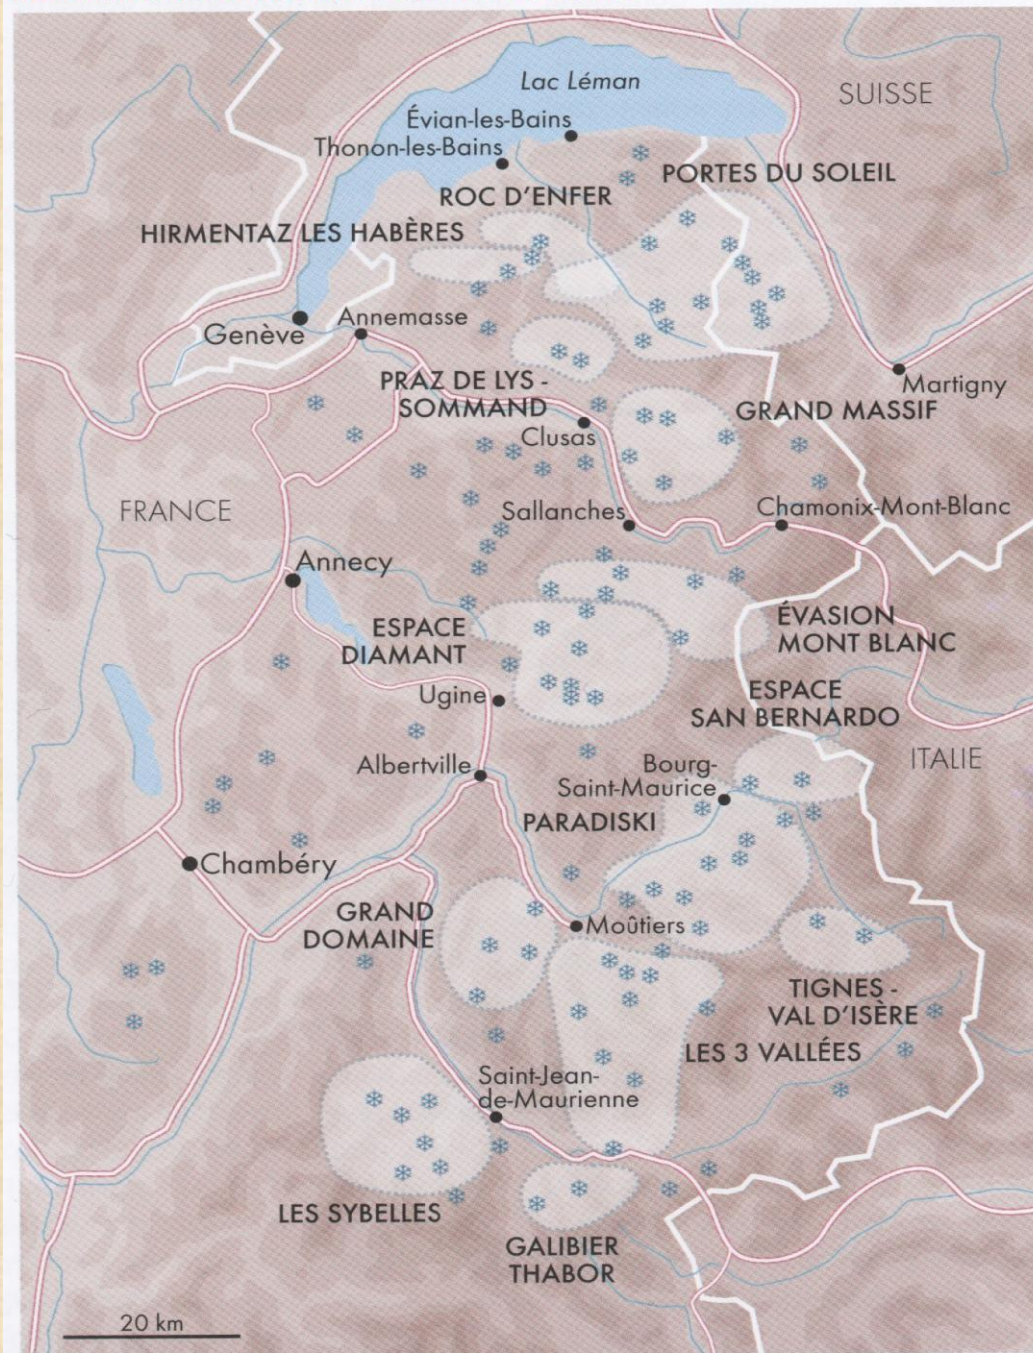 Lac Léman
SUISSE
Évian-les-Bains
Thonon-les-Bains
PORTES DU SOLEIL
ROC D'ENFER
HIRMENTAZ LES HABÈRES
Genève
Annemasse
PRAZ DE LYS -
SOMMAND
Martigny
GRAND MASSIF
Clusas
FRANCE
Sallanches
Chamonix-Mont-Blanc
Annecy
ESPACE
DIAMANT
ÉVASION
MONT BLANC
Ugine
ESPACE
SAN BERNARDO
ITALIE
Albertville
Bourg-
Saint-Maurice
PARADISKI
Chambéry
GRAND
DOMAINE
Moûtiers
TIGNES -
VAL D'ISÈRE
LES 3 VALLÉES
Saint-Jean-
de-Maurienne
LES SYBELLES
GALIBIER
THABOR
20 km